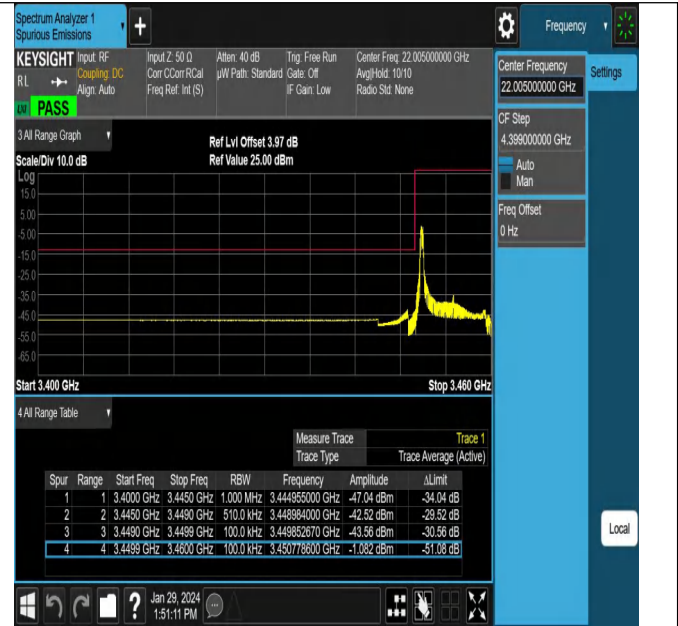 Spectrum Analyzer 1
Spurious Emissions
+
Frequency
KEYSIGHT
RL
Input: RF
Coupling: DC
Align: Auto
Input Z: 50 Ω
Corr CCorr RCal
Freq Ref: Int (S)
Atten: 40 dB
µW Path: Standard
Trig: Free Run
Gate: Off
IF Gain: Low
Center Freq: 22.005000000 GHz
Avg|Hold: 10/10
Radio Std: None
PASS
3 All Range Graph
Scale/Div 10.0 dB
Ref Lvl Offset 3.97 dB
Ref Value 25.00 dBm
Log
15.0
5.00
-5.00
-15.0
-25.0
-35.0
-45.0
-55.0
-65.0
Start 3.400 GHz
Stop 3.460 GHz
4 All Range Table
Measure Trace Trace 1
Trace Type Trace Average (Active)
Spur Range Start Freq Stop Freq RBW Frequency Amplitude ΔLimit
1 1 3.4000 GHz 3.4450 GHz 1.000 MHz 3.444955000 GHz -47.04 dBm -34.04 dB
2 2 3.4450 GHz 3.4490 GHz 510.0 kHz 3.448984000 GHz -42.52 dBm -29.52 dB
3 3 3.4490 GHz 3.4499 GHz 100.0 kHz 3.449852670 GHz -43.56 dBm -30.56 dB
4 4 3.4499 GHz 3.4600 GHz 100.0 kHz 3.450778600 GHz -1.082 dBm -51.08 dB
Center Frequency
22.005000000 GHz
Settings
CF Step
4.399000000 GHz
Auto
Man
Freq Offset
0 Hz
Local
?
Jan 29, 2024
1:51:11 PM